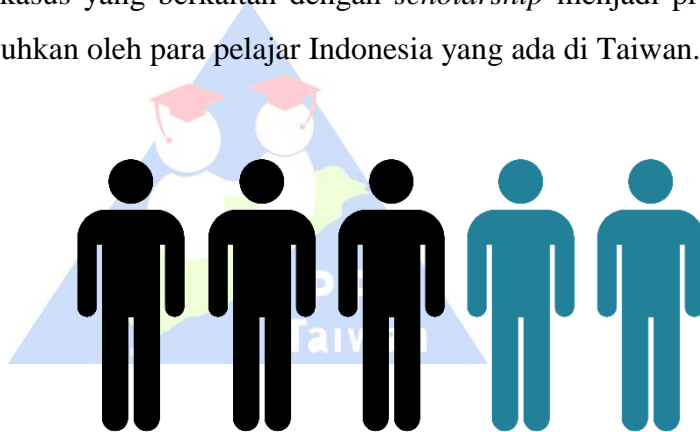 kasus yang berkaitan dengan scholarship menjadi pr
uhkan oleh para pelajar Indonesia yang ada di Taiwan.
Taiwan